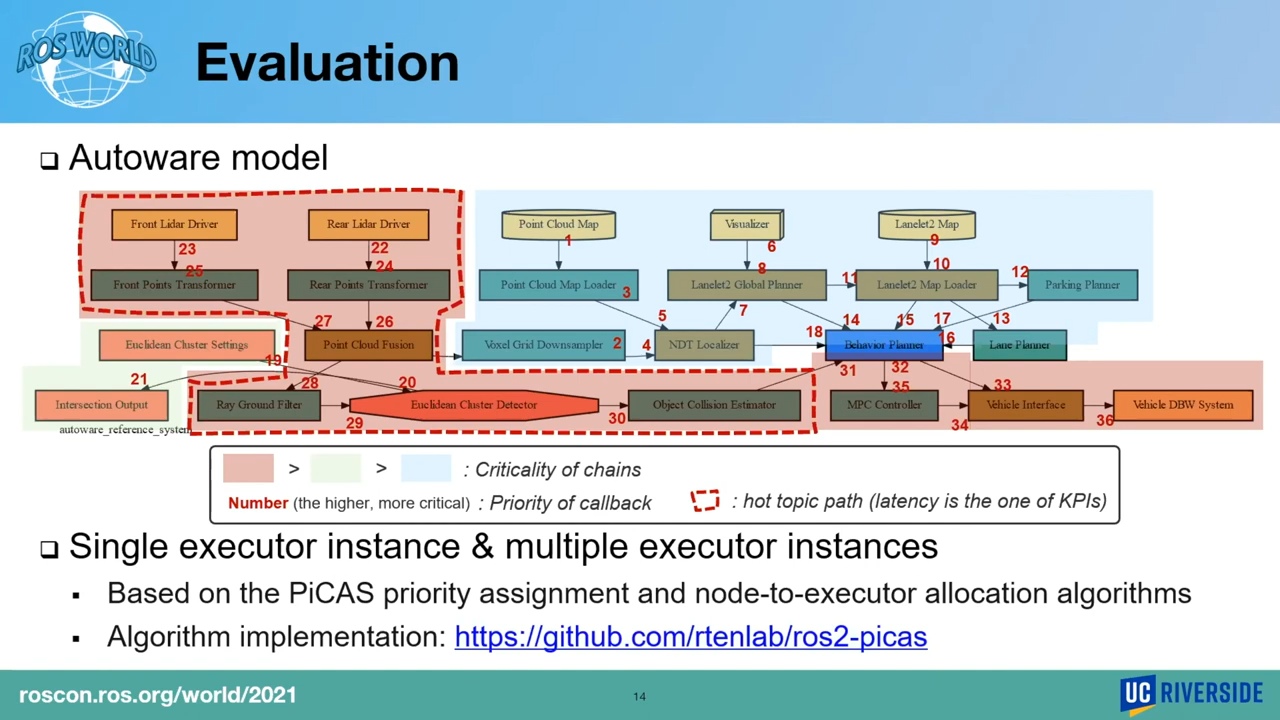 ROS WORLD
Evaluation
❑ Autoware model
Front Lidar Driver
Rear Lidar Driver
Point Cloud Map
Visualizer
Lanelet2 Map
23
22
1
6
9
25
24
8
10
Front Points Transformer
Rear Points Transformer
Point Cloud Map Loader
3
Lanelet2 Global Planner
11
Lanelet2 Map Loader
12
Parking Planner
27
26
5
7
14
15
17
13
Euclidean Cluster Settings
Point Cloud Fusion
Voxel Grid Downsampler
2
4
NDT Localizer
18
Behavior Planner
16
Lane Planner
19
21
28
20
31
32
33
35
Intersection Output
Ray Ground Filter
Euclidean Cluster Detector
Object Collision Estimator
MPC Controller
Vehicle Interface
Vehicle DBW System
29
30
34
36
autoware_reference_system
> > : Criticality of chains
Number (the higher, more critical) : Priority of callback
: hot topic path (latency is the one of KPIs)
❑ Single executor instance & multiple executor instances
▪ Based on the PiCAS priority assignment and node-to-executor allocation algorithms
▪ Algorithm implementation: https://github.com/rtenlab/ros2-picas
roscon.ros.org/world/2021
14
UC RIVERSIDE